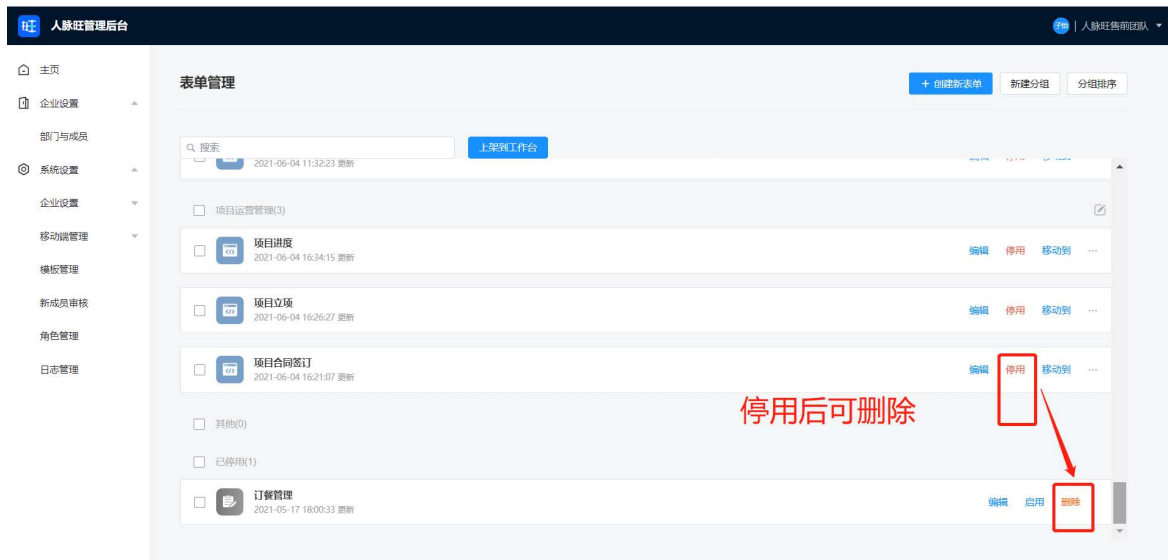 旺 人脉旺管理后台
子恒 | 人脉旺售前团队
主页
企业设置
部门与成员
系统设置
企业设置
移动端管理
模板管理
新成员审核
角色管理
日志管理
表单管理
+ 创建新表单 新建分组 分组排序
搜索 上架到工作台
2021-06-04 11:32:23 更新
项目运营管理(3)
项目进度
2021-06-04 16:34:15 更新
编辑 停用 移动到 ...
项目立项
2021-06-04 16:26:27 更新
编辑 停用 移动到 ...
项目合同签订
2021-06-04 16:21:07 更新
编辑 停用 移动到 ...
停用后可删除
其他(0)
已停用(1)
订餐管理
2021-05-17 18:00:33 更新
编辑 启用 删除